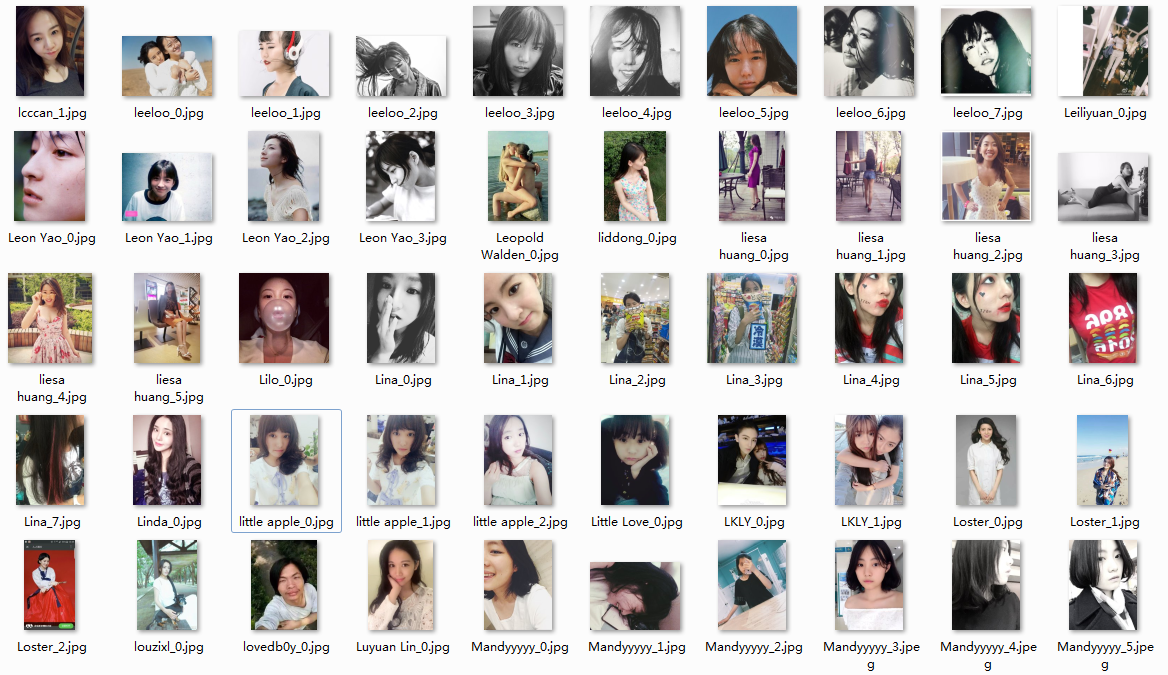 lcccan_1.jpg
leeloo_0.jpg
leeloo_1.jpg
leeloo_2.jpg
leeloo_3.jpg
leeloo_4.jpg
leeloo_5.jpg
leeloo_6.jpg
leeloo_7.jpg
Leiliyuan_0.jpg
Leon Yao_0.jpg
Leon Yao_1.jpg
Leon Yao_2.jpg
Leon Yao_3.jpg
Leopold
Walden_0.jpg
liddong_0.jpg
liesa
huang_0.jpg
liesa
huang_1.jpg
liesa
huang_2.jpg
liesa
huang_3.jpg
liesa
huang_4.jpg
liesa
huang_5.jpg
Lilo_0.jpg
Lina_0.jpg
Lina_1.jpg
Lina_2.jpg
冷漠
Lina_3.jpg
Lina_4.jpg
Lina_5.jpg
Lina_6.jpg
Lina_7.jpg
Linda_0.jpg
little apple_0.jpg
little apple_1.jpg
little apple_2.jpg
Little Love_0.jpg
LKLY_0.jpg
LKLY_1.jpg
Loster_0.jpg
Loster_1.jpg
Loster_2.jpg
louzixl_0.jpg
lovedb0y_0.jpg
Luyuan Lin_0.jpg
Mandyyyyy_0.jpg
Mandyyyyy_1.jpg
Mandyyyyy_2.jpg
Mandyyyyy_3.jpe
g
Mandyyyyy_4.jpe
g
Mandyyyyy_5.jpe
g